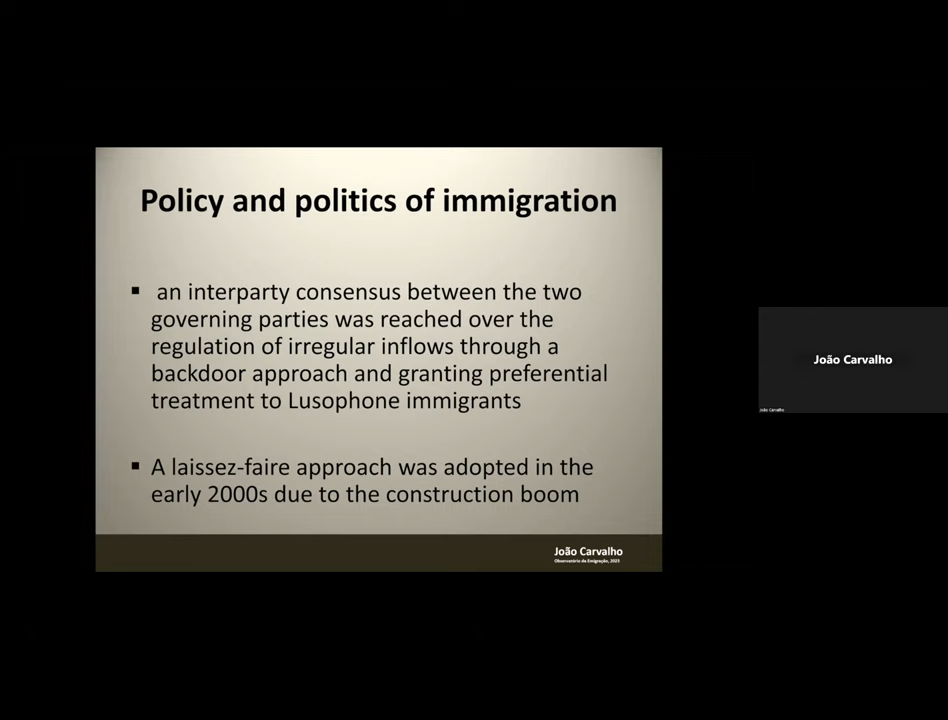 Policy and politics of immigration
▪ an interparty consensus between the two
governing parties was reached over the
regulation of irregular inflows through a
backdoor approach and granting preferential
treatment to Lusophone immigrants
▪ A laissez-faire approach was adopted in the
early 2000s due to the construction boom
João Carvalho
Observatório da Emigração, 2023
João Carvalho
João Carvalho